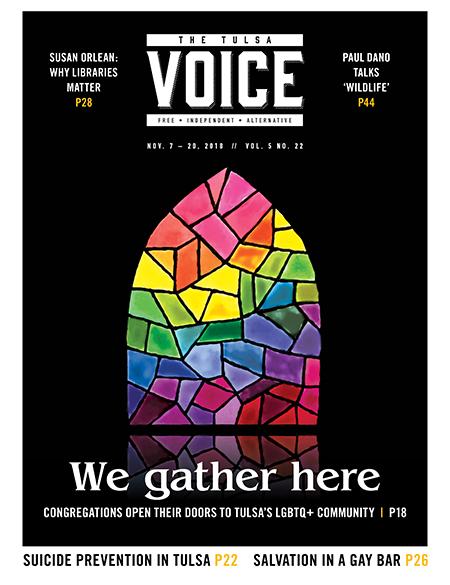 SUSAN ORLEAN:
WHY LIBRARIES
MATTER
P28
THE TULSA
VOICE
FREE • INDEPENDENT • ALTERNATIVE
NOV. 7 – 20, 2018 // VOL. 5 NO. 22
PAUL DANO
TALKS
'WILDLIFE'
P44
We gather here
CONGREGATIONS OPEN THEIR DOORS TO TULSA'S LGBTQ+ COMMUNITY | P18
SUICIDE PREVENTION IN TULSA P22 SALVATION IN A GAY BAR P26